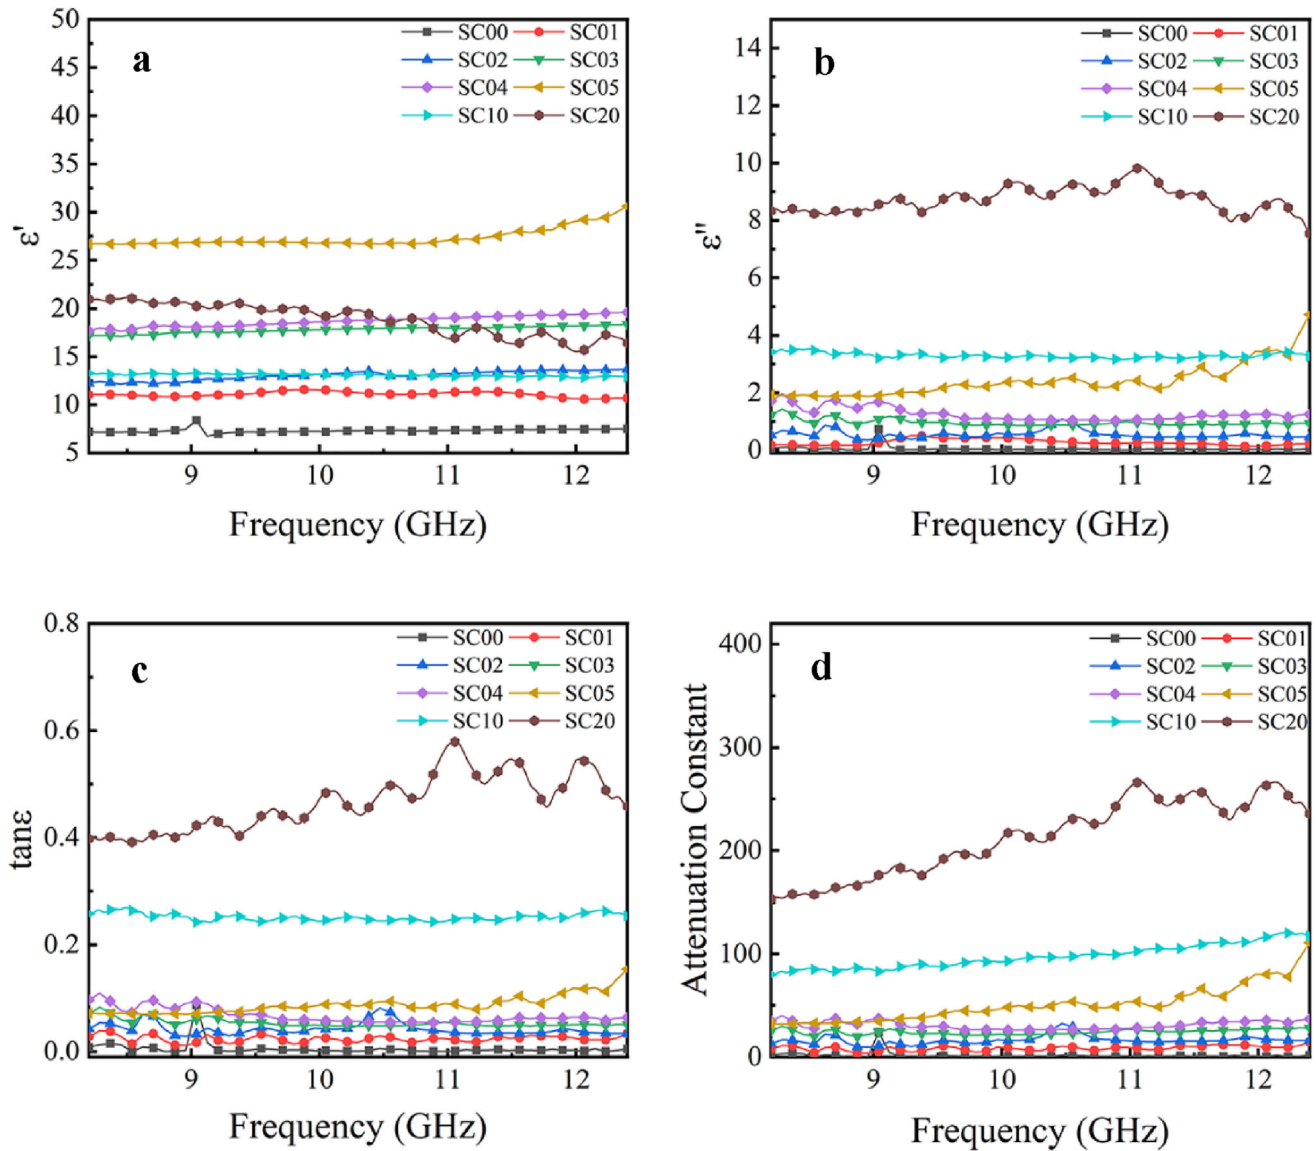 a
SC00 SC01
SC02 SC03
SC04 SC05
SC10 SC20
50
45
40
35
30
25
20
15
10
5
ε'
9 10 11 12
Frequency (GHz)
b
SC00 SC01
SC02 SC03
SC04 SC05
SC10 SC20
14
12
10
8
6
4
2
0
ε"
9 10 11 12
Frequency (GHz)
c
SC00 SC01
SC02 SC03
SC04 SC05
SC10 SC20
0.8
0.6
0.4
0.2
0.0
tanε
9 10 11 12
Frequency (GHz)
d
SC00 SC01
SC02 SC03
SC04 SC05
SC10 SC20
400
300
200
100
0
Attenuation Constant
9 10 11 12
Frequency (GHz)